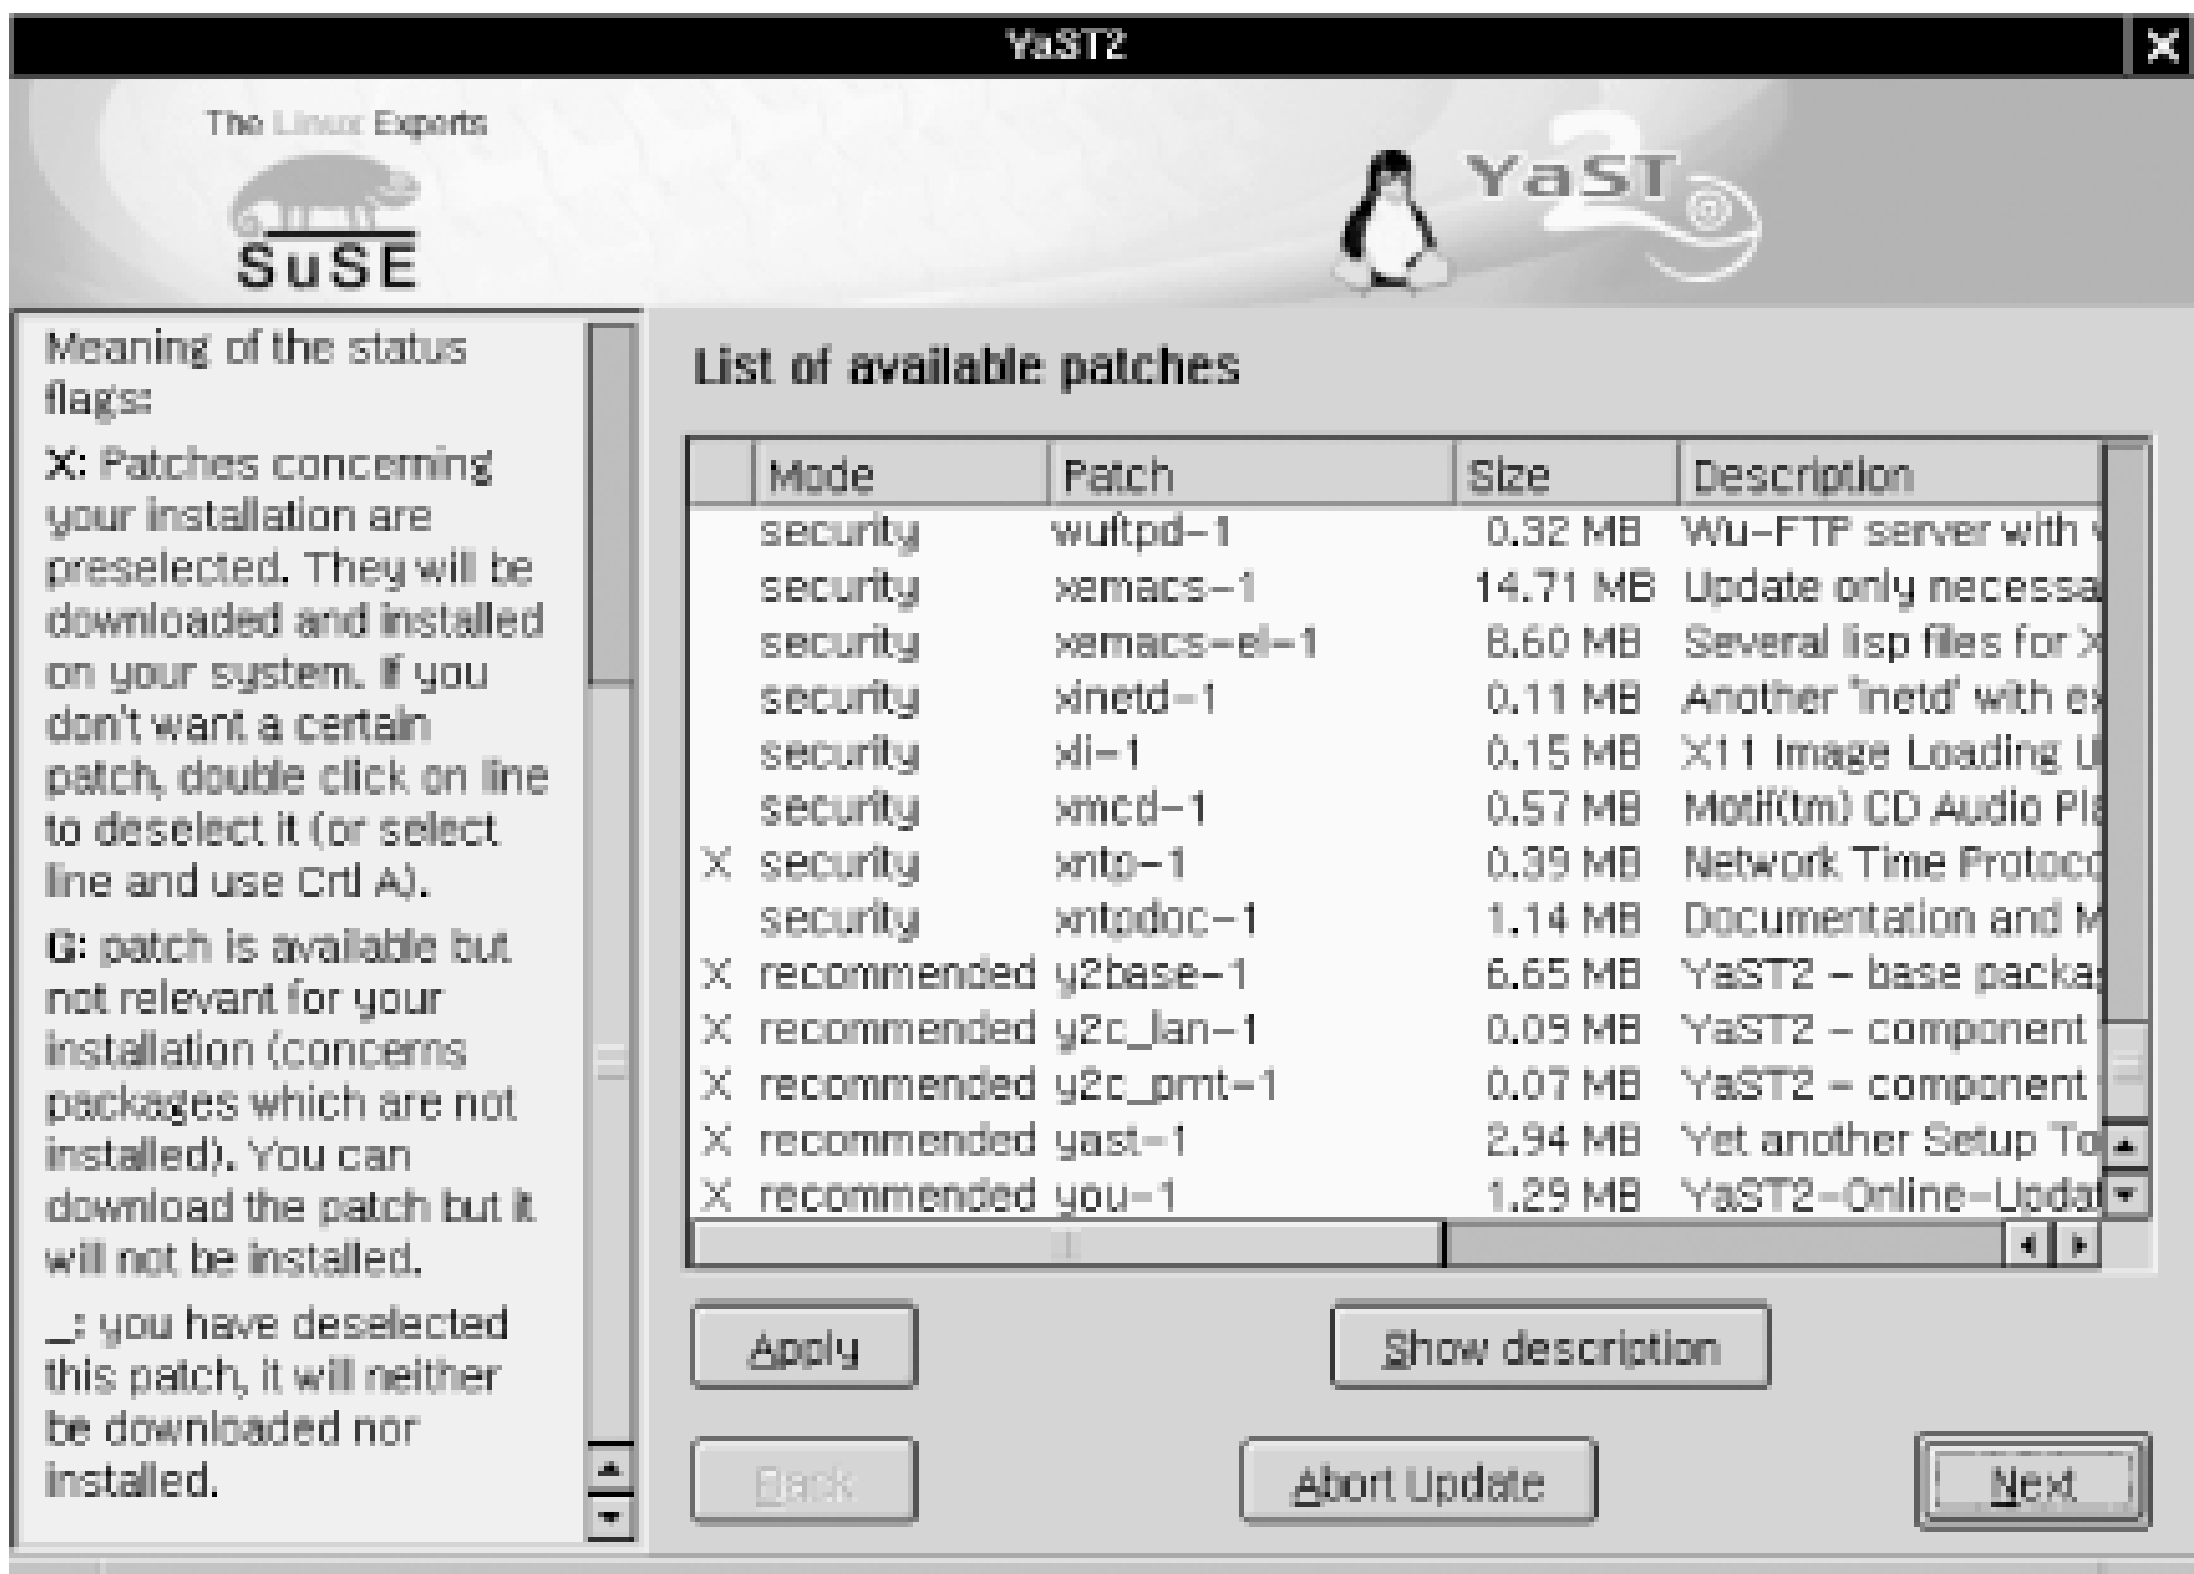 YaST2
The Linux Experts
SuSE
YaST
2
Meaning of the status
flags:
X: Patches concerning
your installation are
preselected. They will be
downloaded and installed
on your system. If you
don't want a certain
patch, double click on line
to deselect it (or select
line and use Crtl A).
G: patch is available but
not relevant for your
installation (concerns
packages which are not
installed). You can
download the patch but it
will not be installed.
_: you have deselected
this patch, it will neither
be downloaded nor
installed.
List of available patches
Mode Patch Size Description
security wuftpd-1 0.32 MB Wu-FTP server with
security xemacs-1 14.71 MB Update only necessa
security xemacs-el-1 8.60 MB Several lisp files for X
security xinetd-1 0.11 MB Another 'inetd' with ex
security xli-1 0.15 MB X11 Image Loading U
security xmcd-1 0.57 MB Motif(tm) CD Audio Pla
X security xntp-1 0.39 MB Network Time Protoco
security xntpdoc-1 1.14 MB Documentation and M
X recommended y2base-1 6.65 MB YaST2 - base packag
X recommended y2c_lan-1 0.09 MB YaST2 - component
X recommended y2c_prnt-1 0.07 MB YaST2 - component
X recommended yast-1 2.94 MB Yet another Setup To
X recommended you-1 1.29 MB YaST2-Online-Updat
Apply Show description
Back Abort Update Next